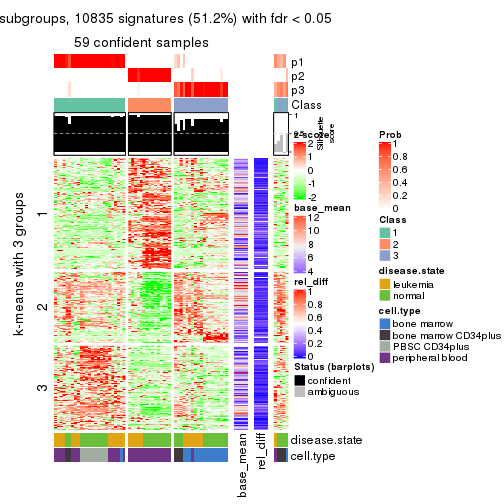 subgroups, 10835 signatures (51.2%) with fdr < 0.05
59 confident samples
p1
p2
p3
Class
1
Silhouette
score
k-means with 3 groups
1
2
3
z-score
2
1
0
-1
-2
base_mean
12
10
8
6
4
rel_diff
1
0.8
0.6
0.4
0.2
0
Status (barplots)
confident
ambiguous
Prob
1
0.8
0.6
0.4
0.2
0
Class
1
2
3
disease.state
leukemia
normal
cell.type
bone marrow
bone marrow CD34plus
PBSC CD34plus
peripheral blood
disease.state
cell.type
base_mean
rel_diff